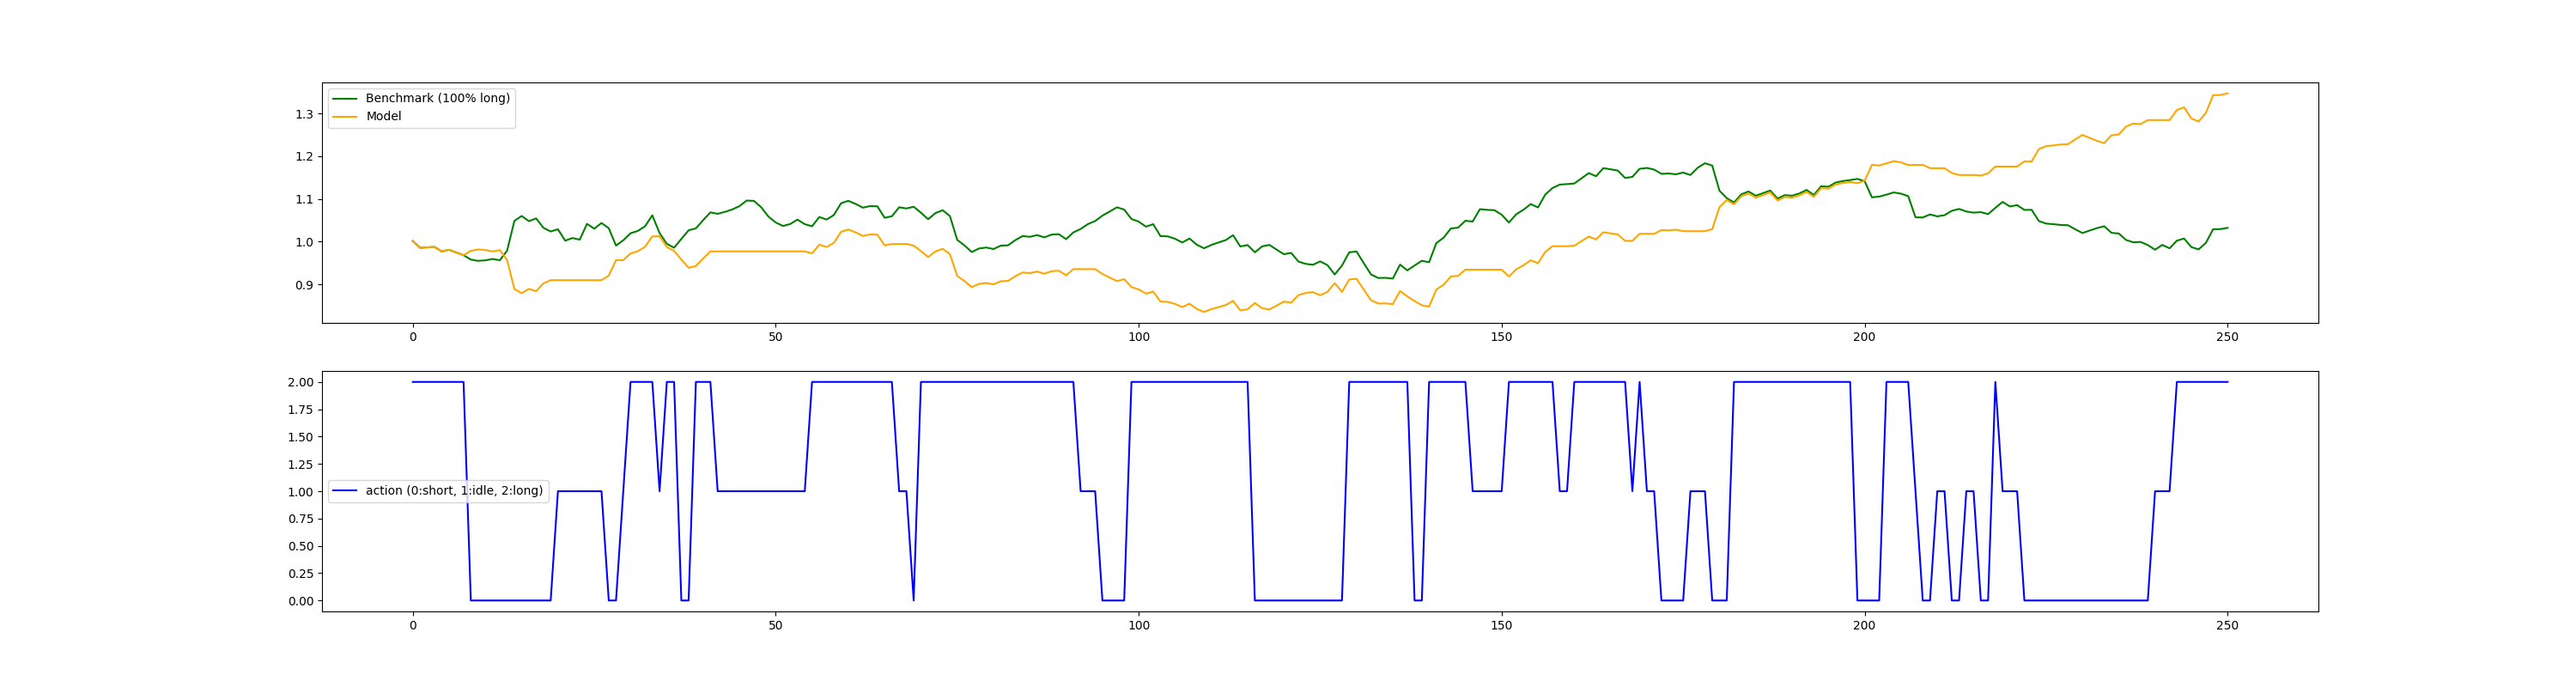 Benchmark (100% long)
Model
1.3
1.2
1.1
1.0
0.9
0 50 100 150 200 250
2.00
1.75
1.50
1.25
1.00
0.75
0.50
0.25
0.00
action (0:short, 1:idle, 2:long)
0 50 100 150 200 250